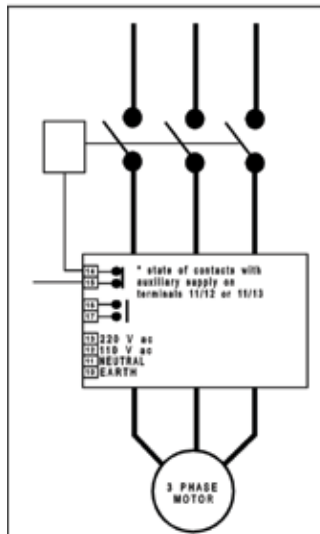 14
* state of contacts with
15
auxiliary supply on
terminals 11/12 or 11/13
16
17
13 220 V ac
12 110 V ac
11 NEUTRAL
10 EARTH
3 PHASE
MOTOR